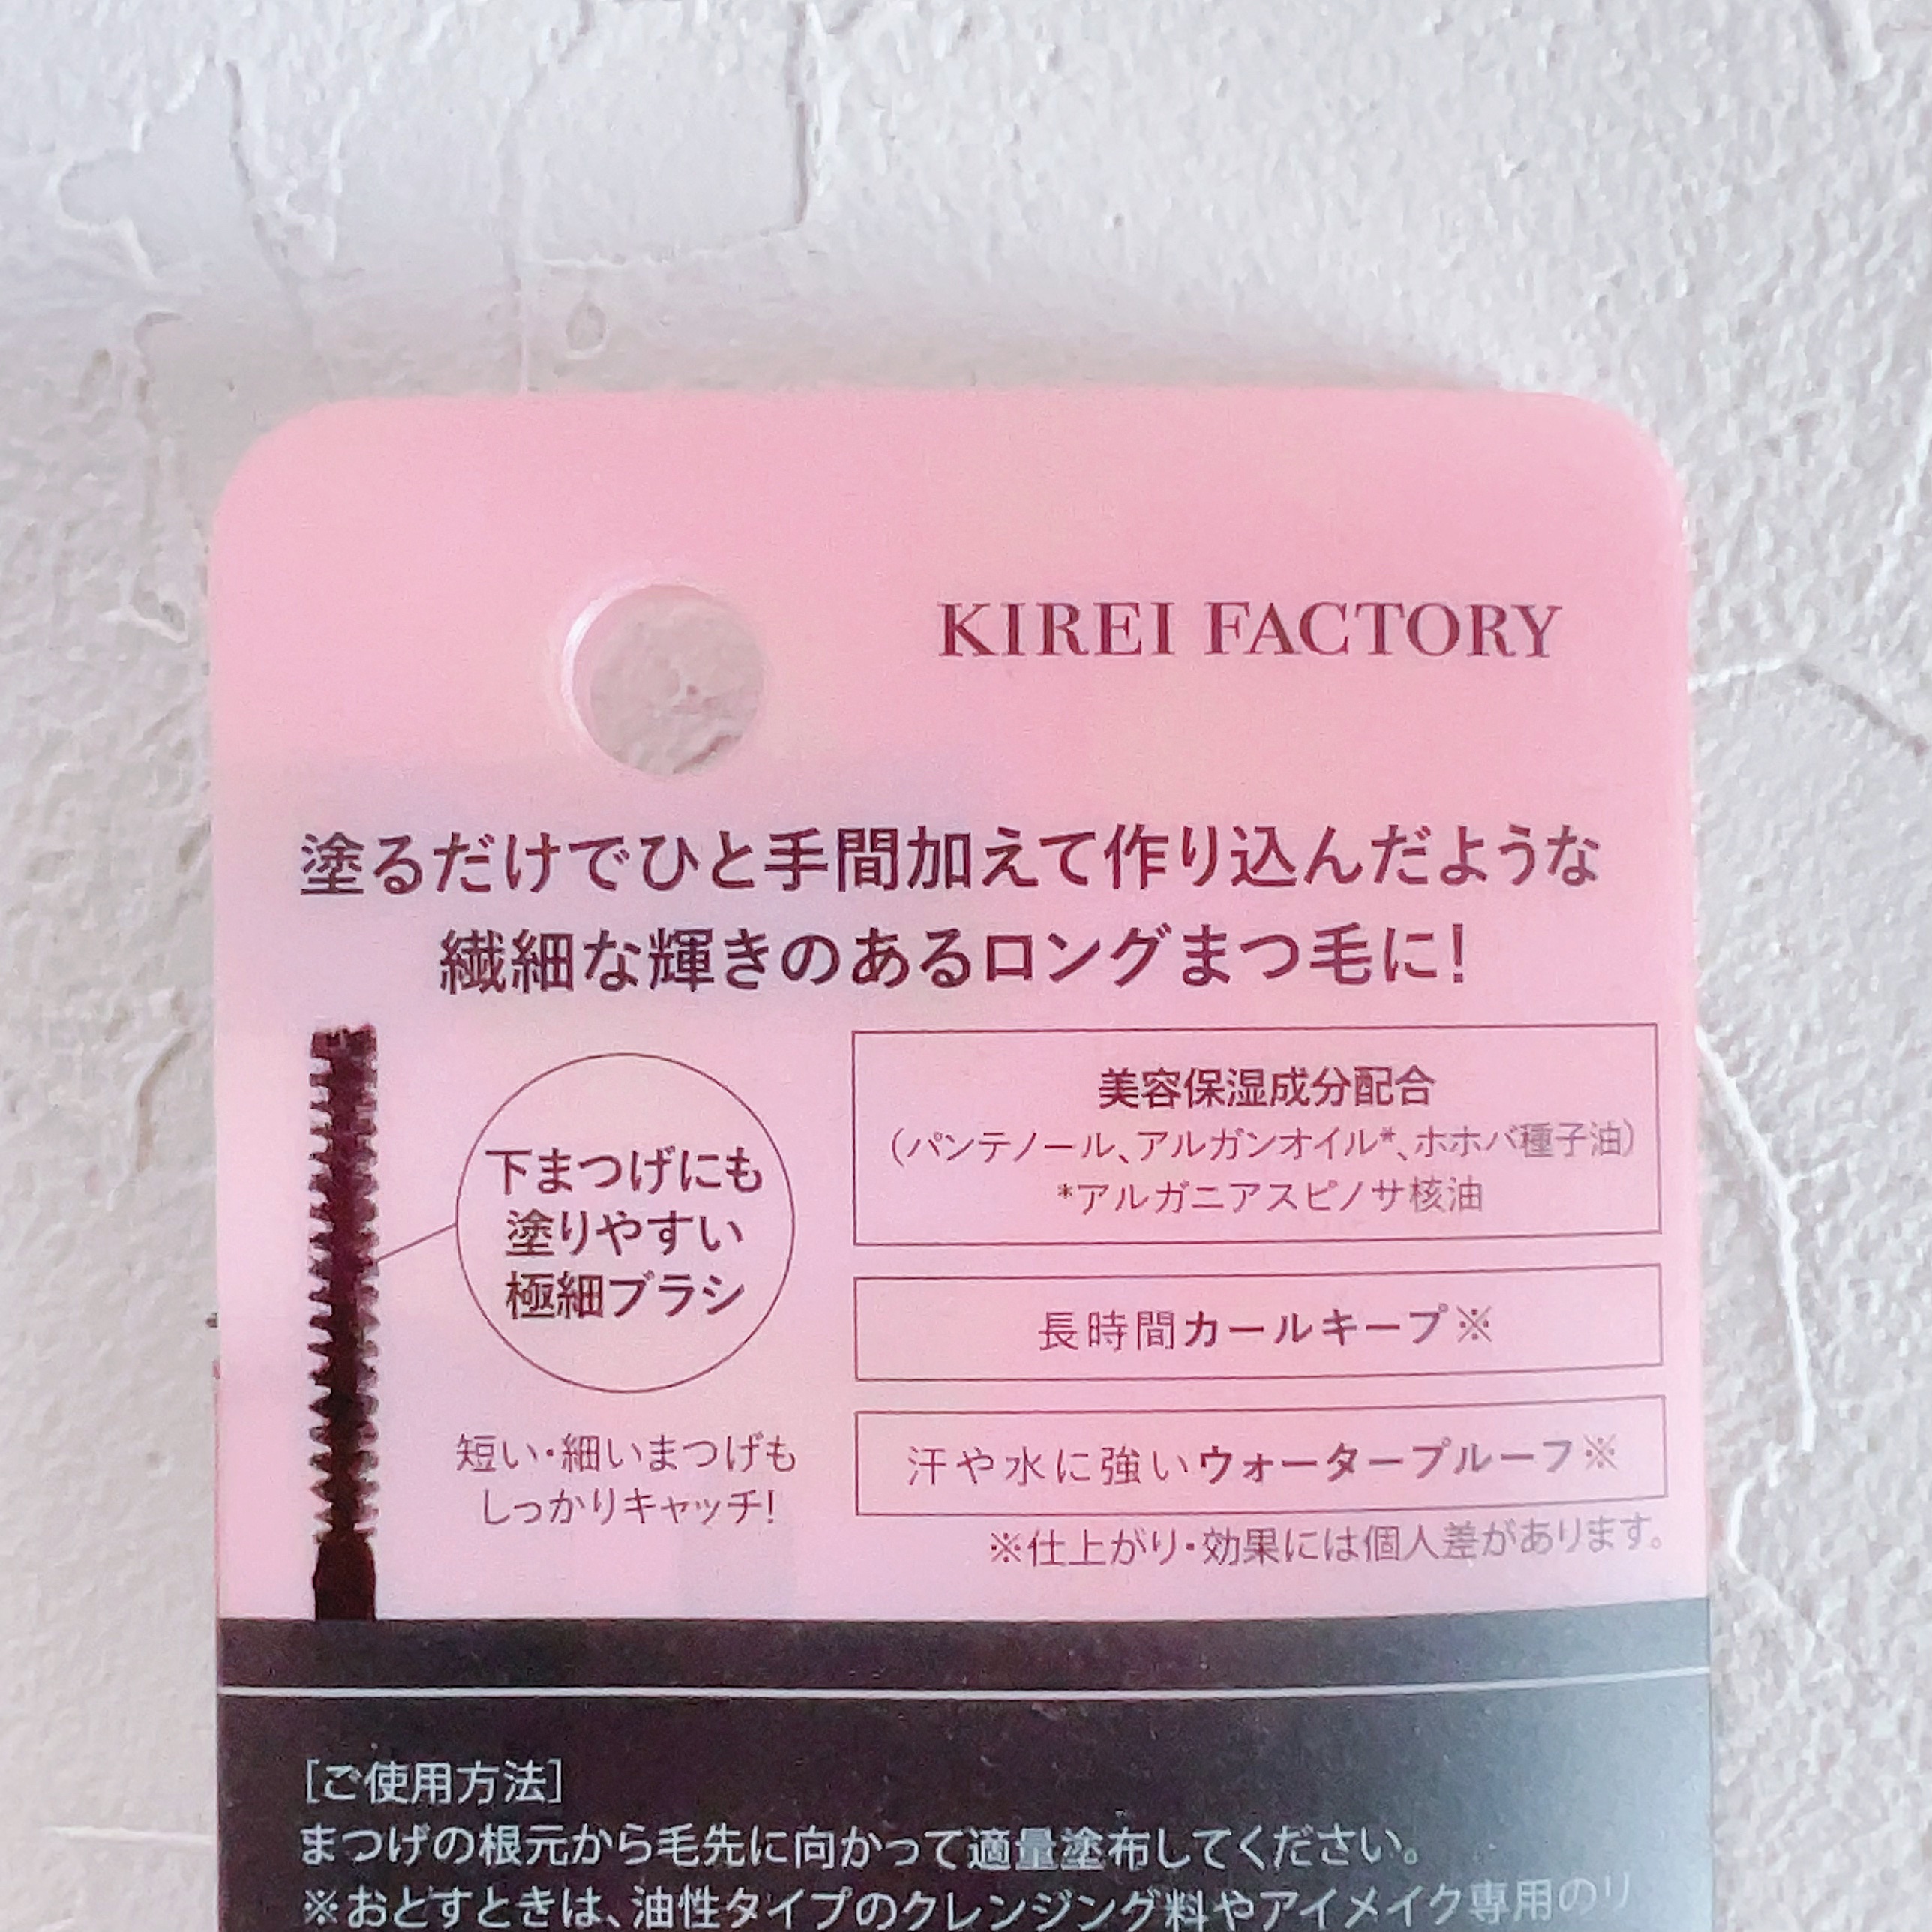 KIREI FACTORY
塗るだけでひと手間加えて作り込んだような
繊細な輝きのあるロングまつ毛に!
下まつげにも
塗りやすい
極細ブラシ
短い・細いまつげも
しっかりキャッチ!
美容保湿成分配合
(パンテノール、アルガンオイル*、ホホバ種子油)
*アルガニアスピノサ核油
長時間カールキープ※
汗や水に強いウォータープルーフ※
※仕上がり・効果には個人差があります。
[ご使用方法]
まつげの根元から毛先に向かって適量塗布してください。
※おとすときは、油性タイプのクレンジング料やアイメイク専用のリ